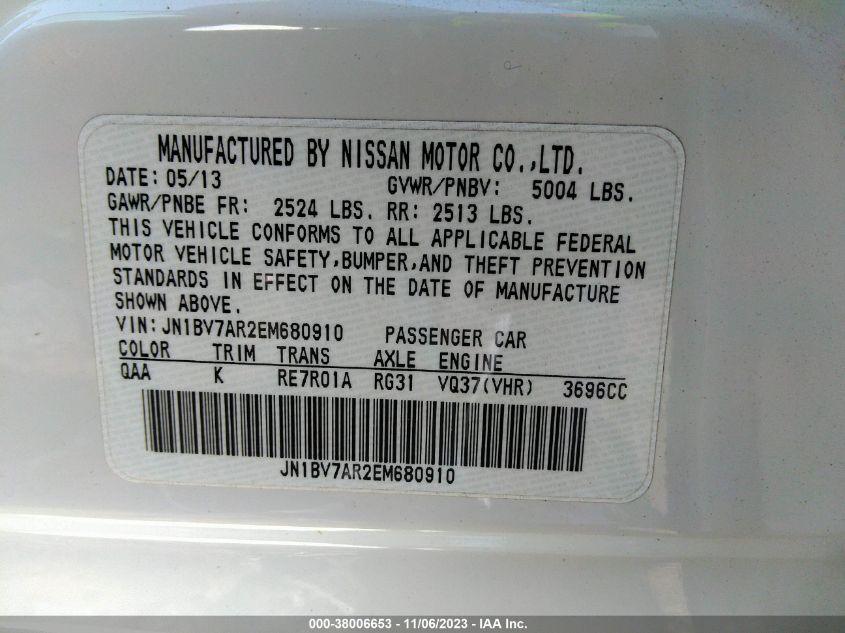 MANUFACTURED BY NISSAN MOTOR CO.,LTD.
DATE: 05/13 GVWR/PNBV: 5004 LBS.
GAWR/PNBE FR: 2524 LBS. RR: 2513 LBS.
THIS VEHICLE CONFORMS TO ALL APPLICABLE FEDERAL
MOTOR VEHICLE SAFETY,BUMPER,AND THEFT PREVENTION
STANDARDS IN EFFECT ON THE DATE OF MANUFACTURE
SHOWN ABOVE.
VIN:JN1BV7AR2EM680910 PASSENGER CAR
COLOR TRIM TRANS AXLE ENGINE
QAA K RE7R01A RG31 VQ37(VHR) 3696CC
JN1BV7AR2EM680910
000-38006653 - 11/06/2023 - IAA Inc.